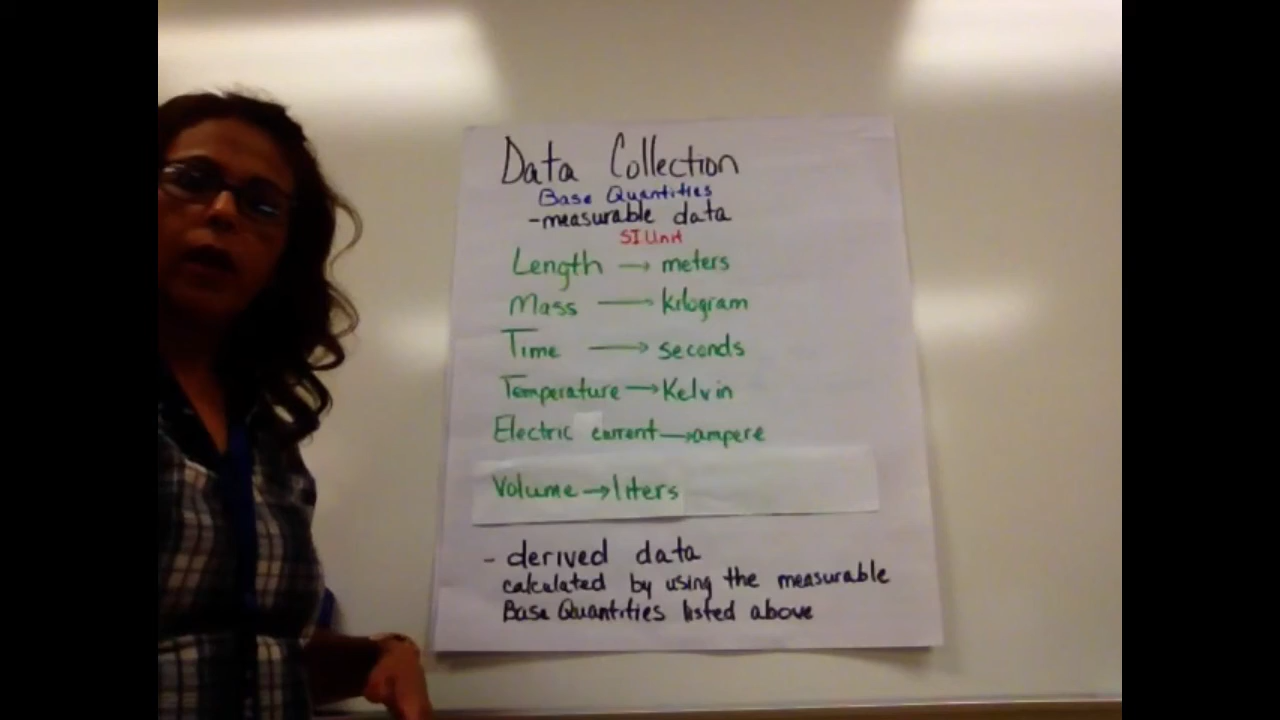 Data Collection
Base Quantities
-measurable data
SI Unit
Length → meters
Mass → kilogram
Time → seconds
Temperature → Kelvin
Electric current → ampere
Volume → liters
- derived data
calculated by using the measurable
Base Quantities listed above